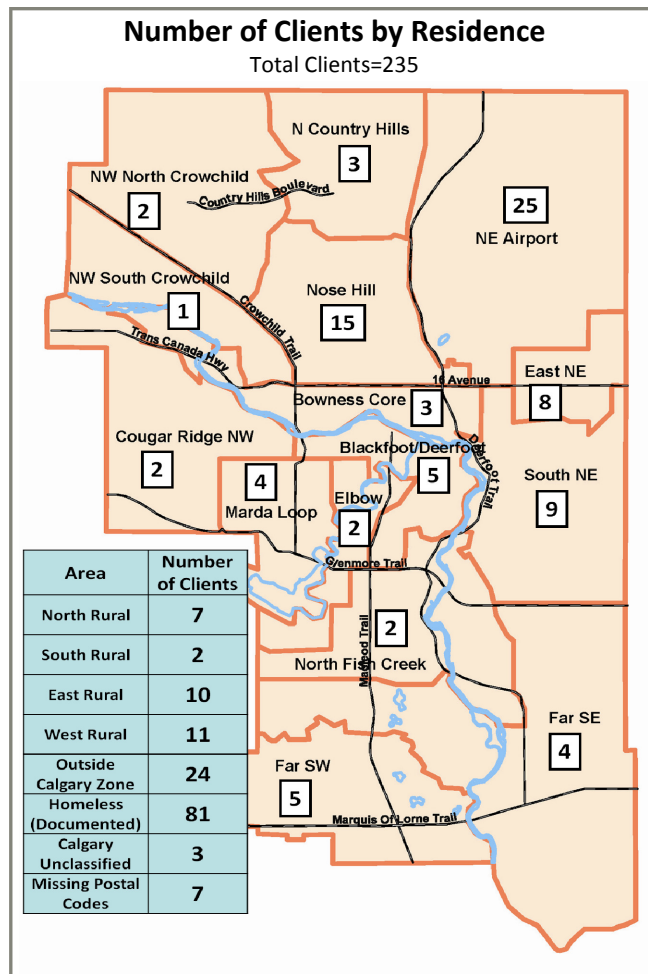 Number of Clients by Residence
Total Clients=235
N Country Hills
3
NW North Crowchild
2
Country Hills Boulevard
25
NE Airport
NW South Crowchild
1
Nose Hill
15
Crowchild Trail
Trans Canada Hwy
16 Avenue
East NE
8
Bowness Core
3
Deerfoot Trail
Cougar Ridge NW
2
Blackfoot/Deerfoot
5
4
Marda Loop
Elbow
2
South NE
9
Glenmore Trail
2
North Fish Creek
Macleod Trail
Far SE
4
Far SW
5
Marquis Of Lorne Trail
Area Number of Clients
North Rural 7
South Rural 2
East Rural 10
West Rural 11
Outside Calgary Zone 24
Homeless (Documented) 81
Calgary Unclassified 3
Missing Postal Codes 7